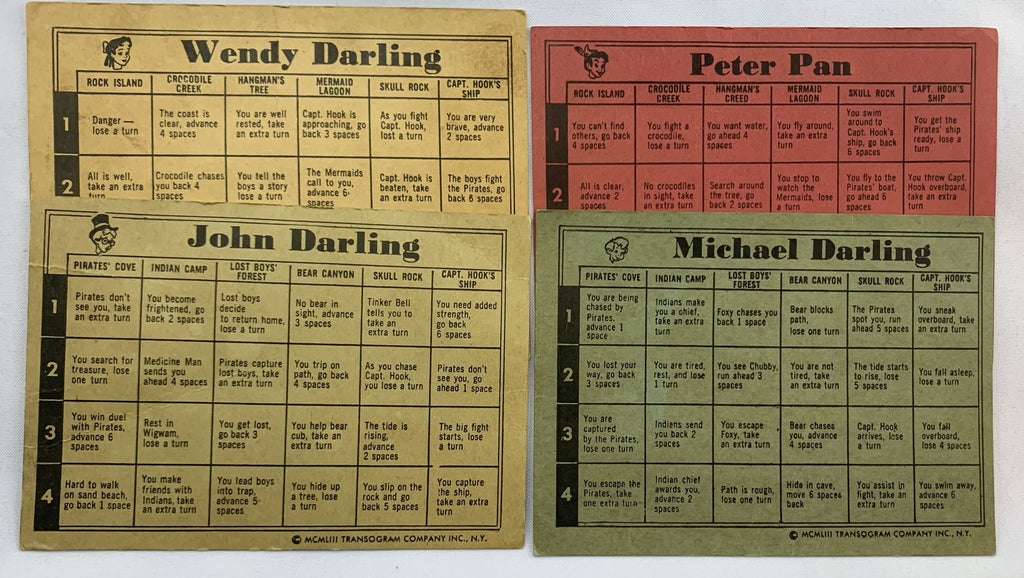 Wendy Darling
ROCK ISLAND
CROCODILE
CREEK
HANGMAN'S
TREE
MERMAID
LAGOON
SKULL ROCK
CAPT. HOOK'S
SHIP
1
Danger —
lose a turn
The coast is
clear, advance
4 spaces
You are well
rested, take
an extra turn
Capt. Hook is
approaching, go
back 3 spaces
As you fight
Capt. Hook,
lost a turn
You are very
brave, advance
2 spaces
2
All is well,
take an extra
turn
Crocodile chases
you back 4
spaces
You tell the
boys a story
lose a turn
The Mermaids
call to you,
advance 6
spaces
Capt. Hook is
beaten, take
an extra turn
The boys fight
the Pirates, go
back 6 spaces
Peter Pan
ROCK ISLAND
CROCODILE
CREEK
HANGMAN'S
CREED
MERMAID
LAGOON
SKULL ROCK
CAPT. HOOK'S
SHIP
1
You can't find
others, go back
4 spaces
You fight a
crocodile,
lose a turn
You want water,
go ahead 4
spaces
You fly around,
take an extra
turn
You swim
around to
Capt. Hook's
ship, go back
6 spaces
You get the
Pirates' ship
ready, lose a
turn
2
All is clear,
advance 2
spaces
No crocodiles
in sight, take
an extra turn
Search around
the tree, go
back 2 spaces
You stop to
watch the
Mermaids, lose
a turn
You fly to the
Pirates' boat,
go ahead 6
spaces
You throw Capt.
Hook overboard,
take an extra
turn
John Darling
PIRATES' COVE
INDIAN CAMP
LOST BOYS'
FOREST
BEAR CANYON
SKULL ROCK
CAPT. HOOK'S
SHIP
1
Pirates don't
see you, take
an extra turn
You become
frightened, go
back 2 spaces
Lost boys
decide
to return home,
lose a turn
No bear in
sight, advance
3 spaces
Tinker Bell
tells you to
take an
extra turn
You need added
strength,
go back
6 spaces
2
You search for
treasure, lose
one turn
Medicine Man
sends you
ahead 4 spaces
Pirates capture
lost boys, take
an extra turn
You trip on
path, go back
4 spaces
As you chase
Capt. Hook,
you lose a turn
Pirates don't
see you, go
ahead 1 space
3
You win duel
with Pirates,
advance 6
spaces
Rest in
Wigwam,
lose a turn
You get lost,
go back 3
spaces
You help bear
cub, take an
extra turn
The tide is
rising,
advance
2 spaces
The big fight
starts, lose
a turn
4
Hard to walk
on sand beach,
go back 1 space
You make
friends with
Indians, take
an extra turn
You lead boys
into trap,
advance 5
spaces
You hide up
a tree, lose
a turn
You slip on the
rock and go
back 5 spaces
You capture
the ship,
take an
extra turn
© MCMLIII TRANSOGRAM COMPANY INC., N.Y.
Michael Darling
PIRATES' COVE
INDIAN CAMP
LOST BOYS'
FOREST
BEAR CANYON
SKULL ROCK
CAPT. HOOK'S
SHIP
1
You are being
chased by
Pirates,
advance 1
space
Indians make
you a chief,
take an
extra turn
Foxy chases you
back 1 space
Bear blocks
path,
lose one turn
The Pirates
spot you, run
ahead 5 spaces
You sneak
overboard, take
an extra turn
2
You lost your
way, go back
3 spaces
You are tired,
rest, and lose
1 turn
You see Chubby,
run ahead 3
spaces
You are not
tired, take
an extra turn
The tide starts
to rise, lose
5 spaces
You fall asleep,
lose a turn
3
You are
captured
by the Pirates,
lose one turn
Indians send
you back 2
spaces
You escape
Foxy, take
an extra turn
Bear chases
you, advance
4 spaces
Capt. Hook
arrives, lose
a turn
You fall
overboard,
lose 4 spaces
4
You escape the
Pirates, take
one extra turn
Indian chief
awards you,
advance 2
spaces
Path is rough,
lose one turn
Hide in cave,
move 6 spaces
back
You assist in
fight, take an
extra turn
You swim away,
advance 6
spaces
© MCMLIII TRANSOGRAM COMPANY INC., N.Y.